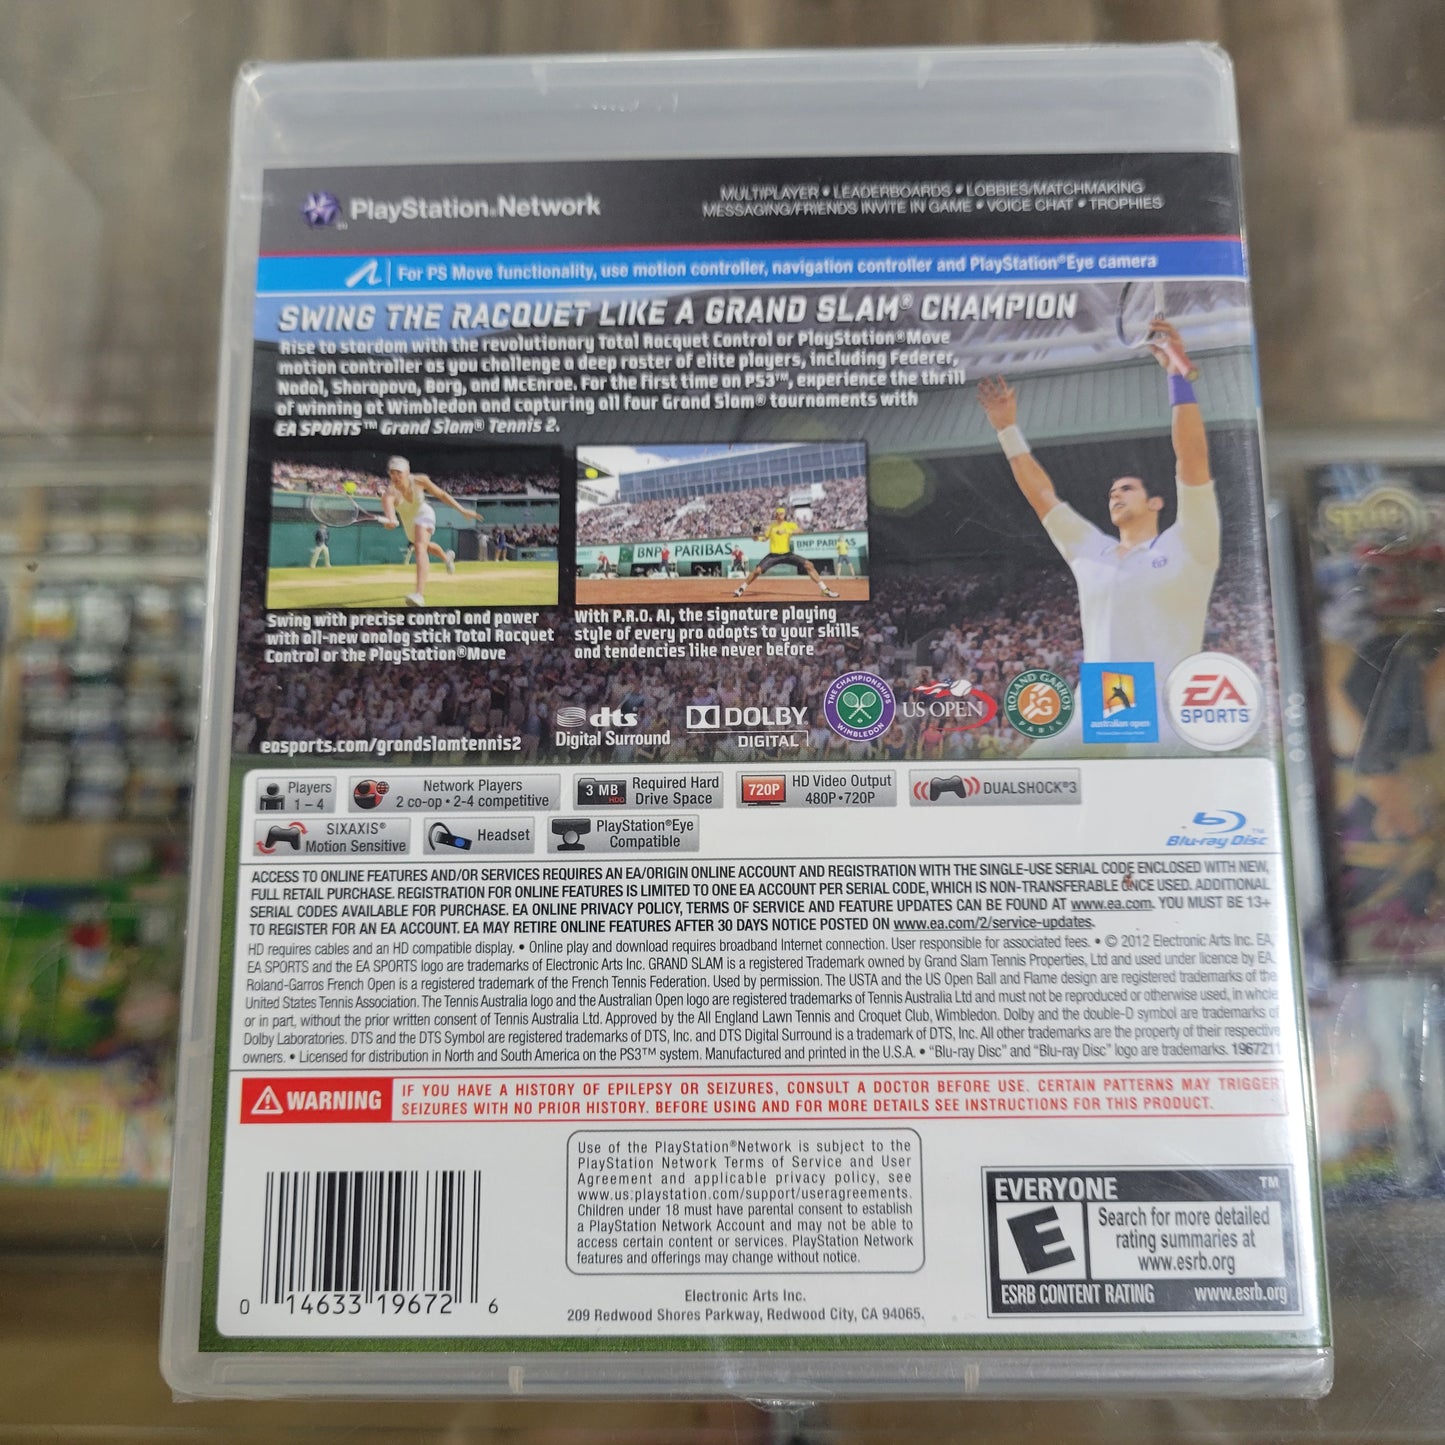 PlayStation®Network
MULTIPLAYER • LEADERBOARDS • LOBBIES/MATCHMAKING
MESSAGING/FRIENDS INVITE IN GAME • VOICE CHAT • TROPHIES
For PS Move functionality, use motion controller, navigation controller and PlayStation®Eye camera
SWING THE RACQUET LIKE A GRAND SLAM® CHAMPION
Rise to stardom with the revolutionary Total Racquet Control or PlayStation®Move
motion controller as you challenge a deep roster of elite players, including Federer,
Nadal, Sharapova, Borg, and McEnroe. For the first time on PS3™, experience the thrill
of winning at Wimbledon and capturing all four Grand Slam® tournaments with
EA SPORTS™ Grand Slam® Tennis 2.
BNP PARIBAS
BNP PARIBAS
Swing with precise control and power
with all-new analog stick Total Racquet
Control or the PlayStation®Move
With P.R.O. AI, the signature playing
style of every pro adapts to your skills
and tendencies like never before
easports.com/grandslamtennis2
dts
Digital Surround
DOLBY
DIGITAL
THE CHAMPIONSHIPS
WIMBLEDON
US OPEN
ROLAND GARROS
RG
PARIS
australian open
EA
SPORTS™
Players
1 – 4
Network Players
2 co-op • 2-4 competitive
3 MB
HDD
Required Hard
Drive Space
720P
HD Video Output
480P•720P
DUALSHOCK®3
SIXAXIS®
Motion Sensitive
Headset
PlayStation®Eye
Compatible
Blu-ray Disc™
ACCESS TO ONLINE FEATURES AND/OR SERVICES REQUIRES AN EA/ORIGIN ONLINE ACCOUNT AND REGISTRATION WITH THE SINGLE-USE SERIAL CODE ENCLOSED WITH NEW,
FULL RETAIL PURCHASE. REGISTRATION FOR ONLINE FEATURES IS LIMITED TO ONE EA ACCOUNT PER SERIAL CODE, WHICH IS NON-TRANSFERABLE ONCE USED. ADDITIONAL
SERIAL CODES AVAILABLE FOR PURCHASE. EA ONLINE PRIVACY POLICY, TERMS OF SERVICE AND FEATURE UPDATES CAN BE FOUND AT www.ea.com. YOU MUST BE 13+
TO REGISTER FOR AN EA ACCOUNT. EA MAY RETIRE ONLINE FEATURES AFTER 30 DAYS NOTICE POSTED ON www.ea.com/2/service-updates.
HD requires cables and an HD compatible display. • Online play and download requires broadband Internet connection. User responsible for associated fees. • © 2012 Electronic Arts Inc. EA,
EA SPORTS and the EA SPORTS logo are trademarks of Electronic Arts Inc. GRAND SLAM is a registered Trademark owned by Grand Slam Tennis Properties, Ltd and used under licence by EA.
Roland-Garros French Open is a registered trademark of the French Tennis Federation. Used by permission. The USTA and the US Open Ball and Flame design are registered trademarks of the
United States Tennis Association. The Tennis Australia logo and the Australian Open logo are registered trademarks of Tennis Australia Ltd and must not be reproduced or otherwise used, in whole
or in part, without the prior written consent of Tennis Australia Ltd. Approved by the All England Lawn Tennis and Croquet Club, Wimbledon. Dolby and the double-D symbol are trademarks of
Dolby Laboratories. DTS and the DTS Symbol are registered trademarks of DTS, Inc. and DTS Digital Surround is a trademark of DTS, Inc. All other trademarks are the property of their respective
owners. • Licensed for distribution in North and South America on the PS3™ system. Manufactured and printed in the U.S.A. • “Blu-ray Disc” and “Blu-ray Disc” logo are trademarks. 1967211
WARNING
IF YOU HAVE A HISTORY OF EPILEPSY OR SEIZURES, CONSULT A DOCTOR BEFORE USE. CERTAIN PATTERNS MAY TRIGGER
SEIZURES WITH NO PRIOR HISTORY. BEFORE USING AND FOR MORE DETAILS SEE INSTRUCTIONS FOR THIS PRODUCT.
Use of the PlayStation®Network is subject to the
PlayStation Network Terms of Service and User
Agreement and applicable privacy policy, see
www.us.playstation.com/support/useragreements.
Children under 18 must have parental consent to establish
a PlayStation Network Account and may not be able to
access certain content or services. PlayStation Network
features and offerings may change without notice.
0 14633 19672 6
Electronic Arts Inc.
209 Redwood Shores Parkway, Redwood City, CA 94065.
EVERYONE ™
E
Search for more detailed
rating summaries at
www.esrb.org
ESRB CONTENT RATING www.esrb.org